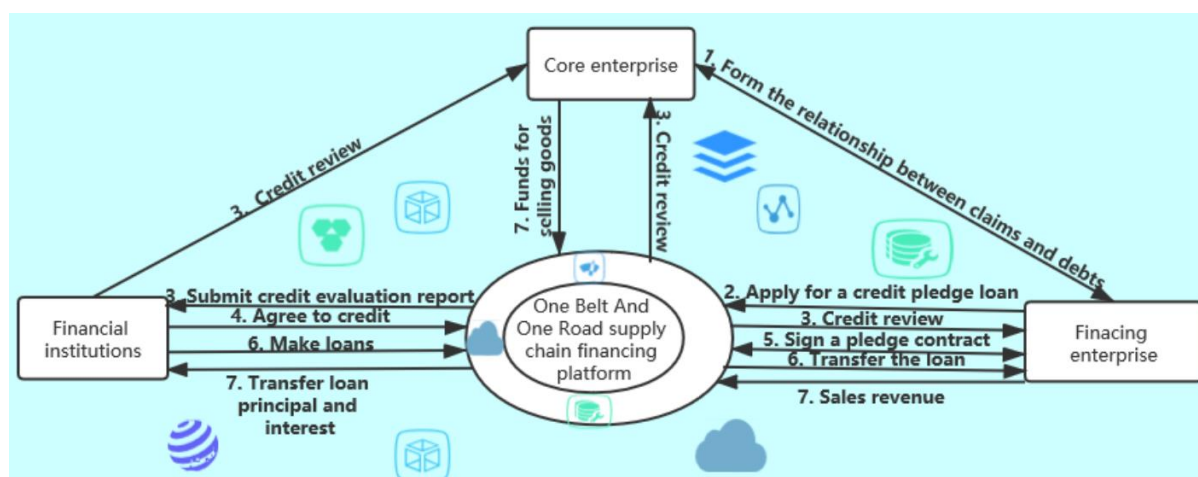 Core enterprise
1. Form the relationship between claims and debts
3. Credit review
7. Funds for
selling goods
3. Credit review
3. Submit credit evaluation report
4. Agree to credit
6. Make loans
7. Transfer loan
principal and
interest
Financial
institutions
One Belt And
One Road supply
chain financing
platform
2. Apply for a credit pledge loan
3. Credit review
5. Sign a pledge contract
6. Transfer the loan
7. Sales revenue
Finacing
enterprise